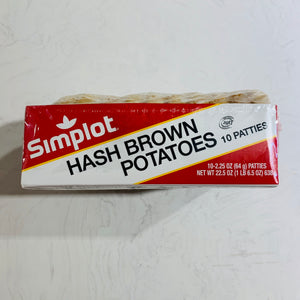 Simplot
HASH BROWN
POTATOES 10 PATTIES
10-2.25 OZ (64 g) PATTIES
NET WT 22.5 OZ (1 LB 6.5 OZ)